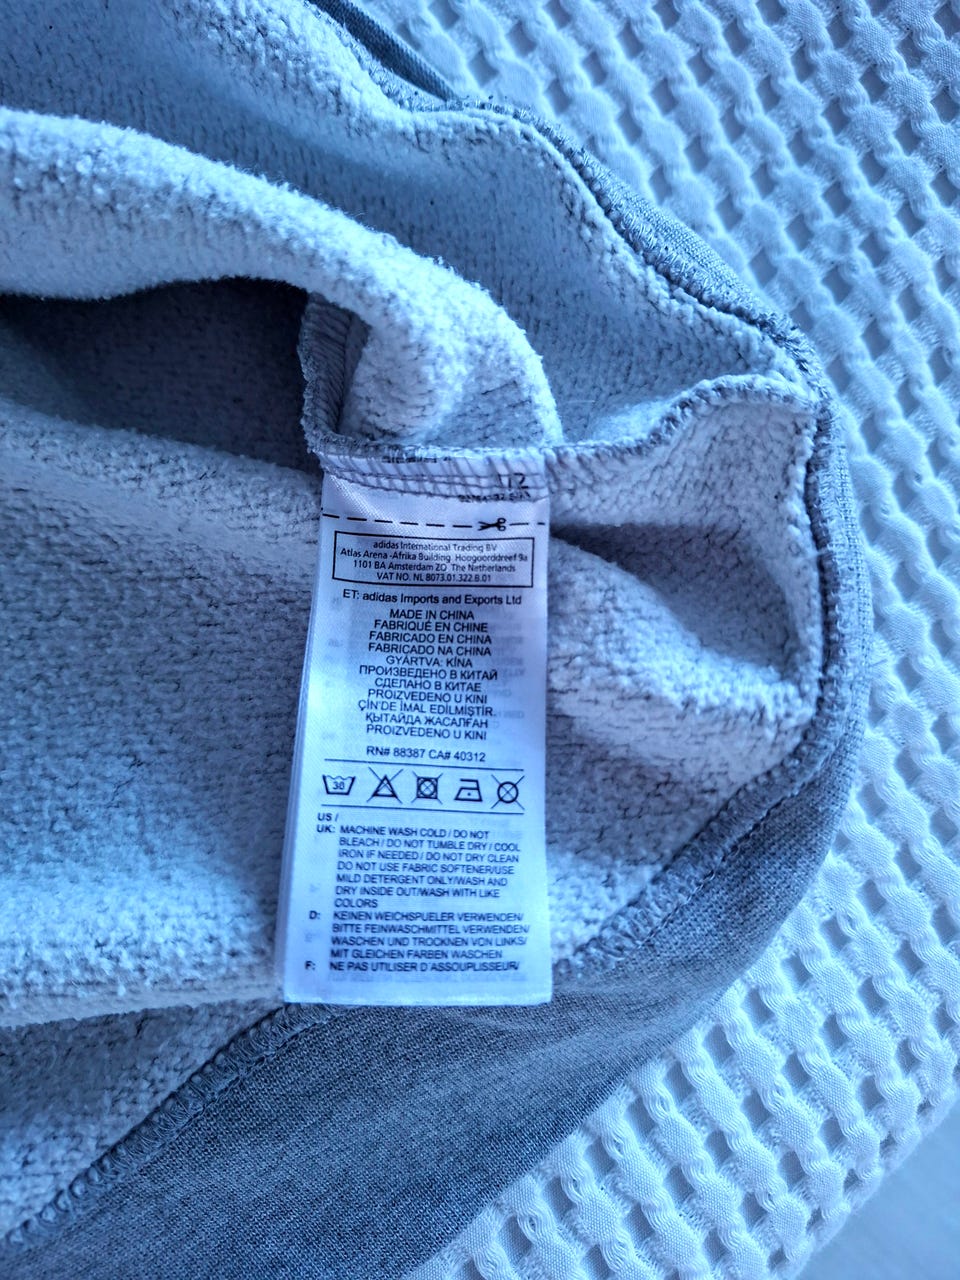 adidas International Trading BV
Atlas Arena -Afrika Building Hoogoorddreef 9a
1101 BA Amsterdam ZO The Netherlands
VAT NO. NL 8073.01.322.B.01
ET: adidas Imports and Exports Ltd
MADE IN CHINA
FABRIQUÉ EN CHINE
FABRICADO EN CHINA
FABRICADO NA CHINA
GYÁRTVA: KÍNA
ПРОИЗВЕДЕНО В КИТАЙ
СДЕЛАНО В КИТАЕ
PROIZVEDENO U KINI
ÇİN'DE İMAL EDİLMİŞTİR.
ҚЫТАЙДА ЖАСАЛҒАН
PROIZVEDENO U KINI
RN# 88387 CA# 40312
30
US /
UK: MACHINE WASH COLD / DO NOT
BLEACH / DO NOT TUMBLE DRY / COOL
IRON IF NEEDED / DO NOT DRY CLEAN
DO NOT USE FABRIC SOFTENER/USE
MILD DETERGENT ONLY/WASH AND
DRY INSIDE OUT/WASH WITH LIKE
COLORS
D: KEINEN WEICHSPUELER VERWENDEN/
BITTE FEINWASCHMITTEL VERWENDEN/
WASCHEN UND TROCKNEN VON LINKS/
MIT GLEICHEN FARBEN WASCHEN
F: NE PAS UTILISER D'ASSOUPLISSEUR/